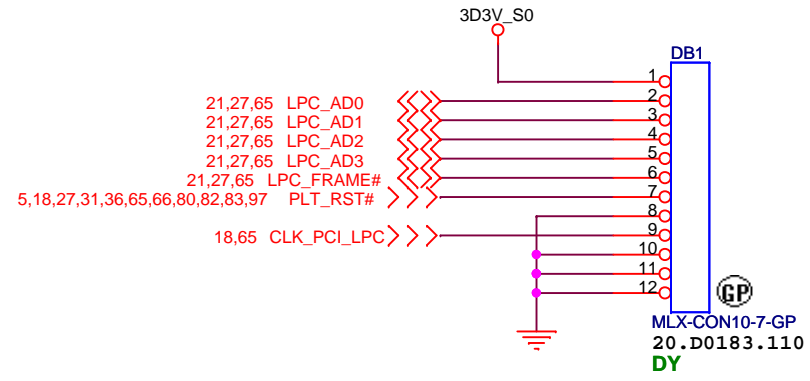 3D3V_S0
DB1
1
21,27,65 LPC_AD0 2
21,27,65 LPC_AD1 3
21,27,65 LPC_AD2 4
21,27,65 LPC_AD3 5
21,27,65 LPC_FRAME# 6
5,18,27,31,36,65,66,80,82,83,97 PLT_RST# 7
8
18,65 CLK_PCI_LPC 9
10
11
12
GP
MLX-CON10-7-GP
20.D0183.110
DY